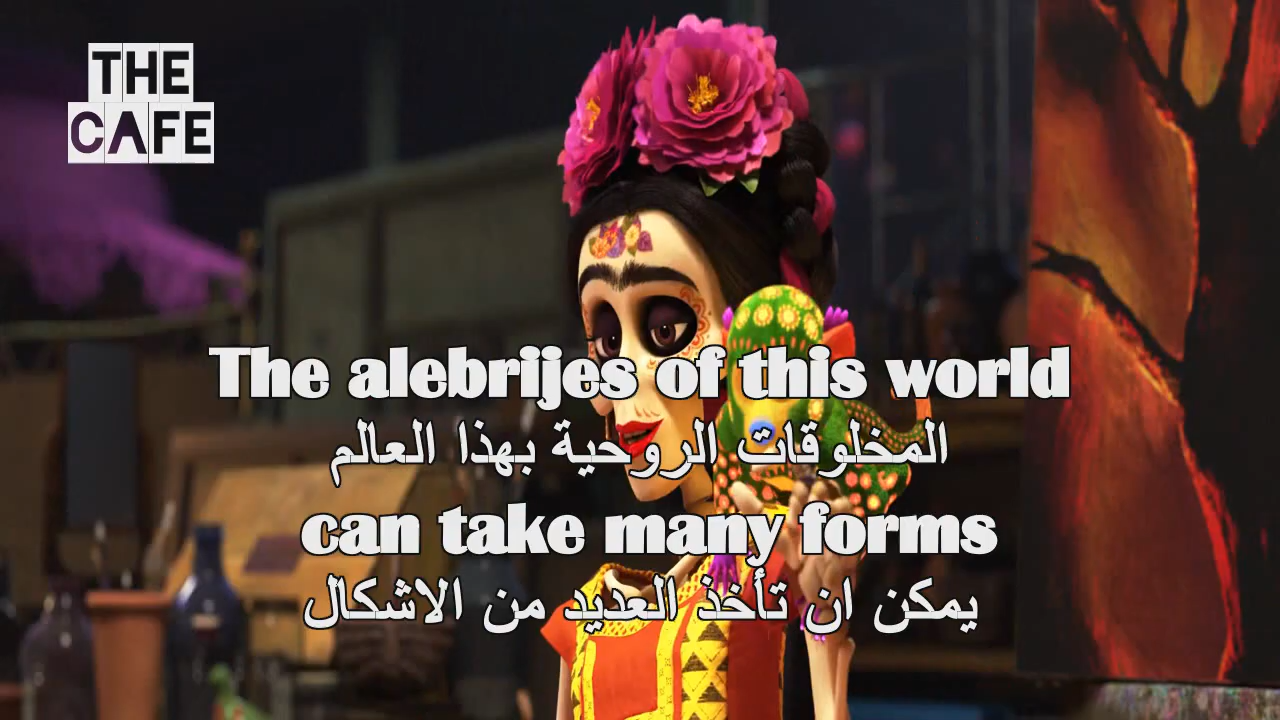 THE
CAFE
The alebrijes of this world
المخلوقات الروحية بهذا العالم
can take many forms
يمكن ان تأخذ العديد من الاشكال